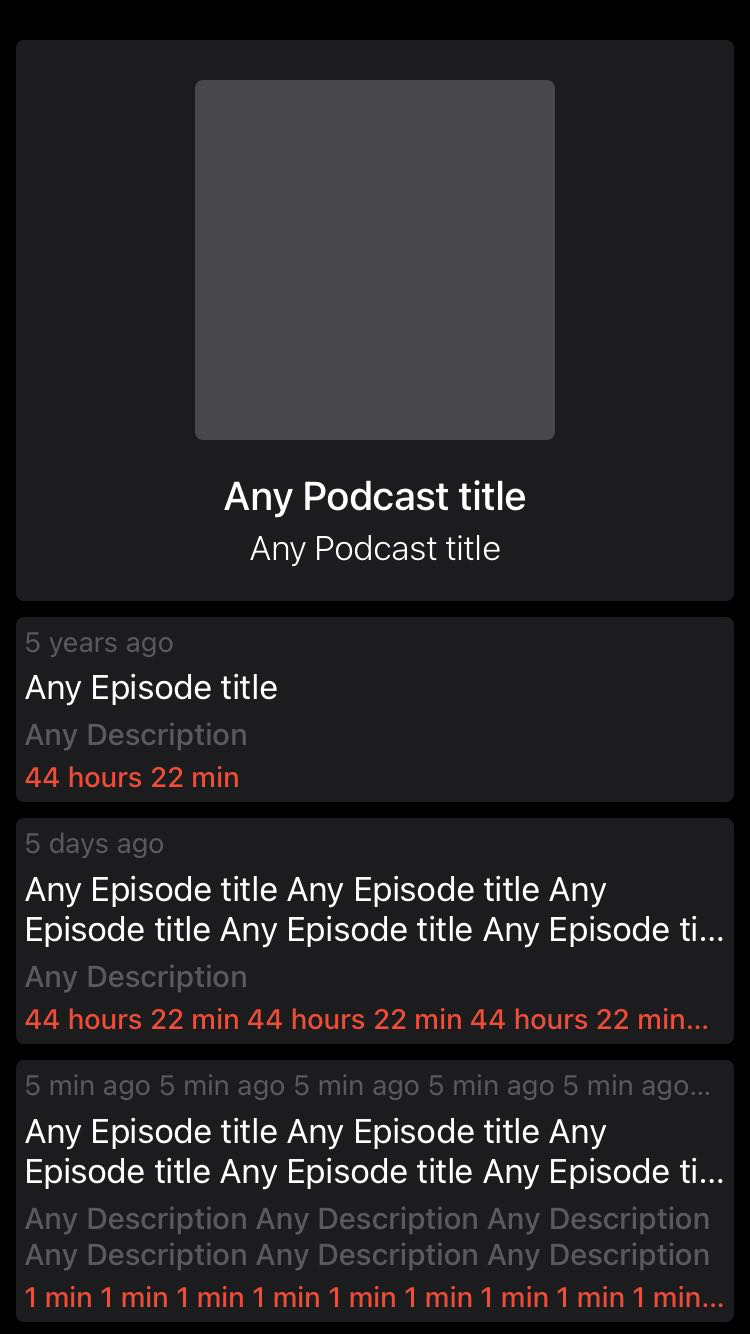 Any Podcast title
Any Podcast title
5 years ago
Any Episode title
Any Description
44 hours 22 min
5 days ago
Any Episode title Any Episode title Any
Episode title Any Episode title Any Episode ti...
Any Description
44 hours 22 min 44 hours 22 min 44 hours 22 min...
5 min ago 5 min ago 5 min ago 5 min ago 5 min ago...
Any Episode title Any Episode title Any
Episode title Any Episode title Any Episode ti...
Any Description Any Description Any Description
Any Description Any Description Any Description
1 min 1 min 1 min 1 min 1 min 1 min 1 min 1 min 1 min...